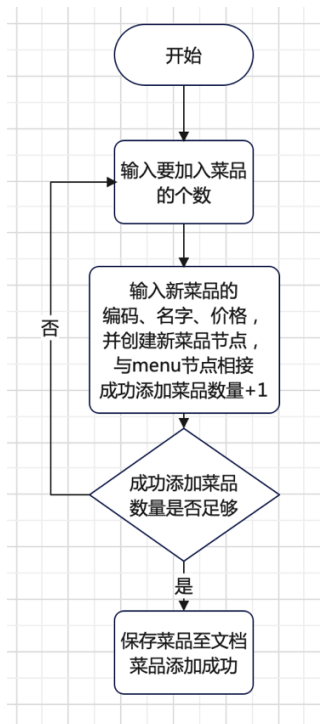 开始
输入要加入菜品
的个数
输入新菜品的
编码、名字、价格，
并创建新菜品节点，
与menu节点相接
成功添加菜品数量+1
否
成功添加菜品
数量是否足够
是
保存菜品至文档
菜品添加成功